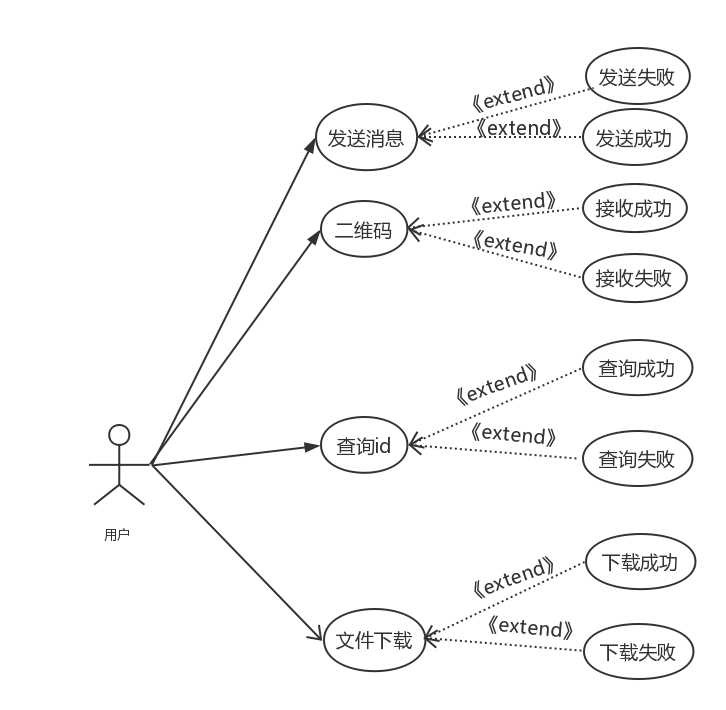 发送失败
《extend》
发送消息
《extend》
发送成功
《extend》
接收成功
二维码
《extend》
接收失败
《extend》
查询成功
《extend》
查询id
查询失败
用户
《extend》
下载成功
《extend》
文件下载
下载失败